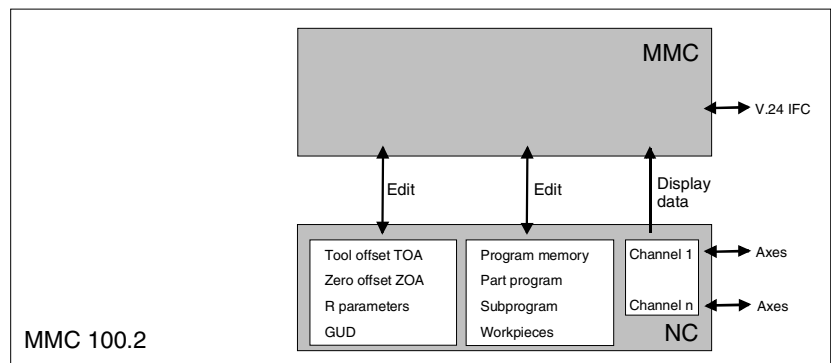 MMC
V.24 IFC
Edit
Edit
Display
data
Tool offset TOA
Zero offset ZOA
R parameters
GUD
Program memory
Part program
Subprogram
Workpieces
Channel 1
Channel n
Axes
Axes
NC
MMC 100.2